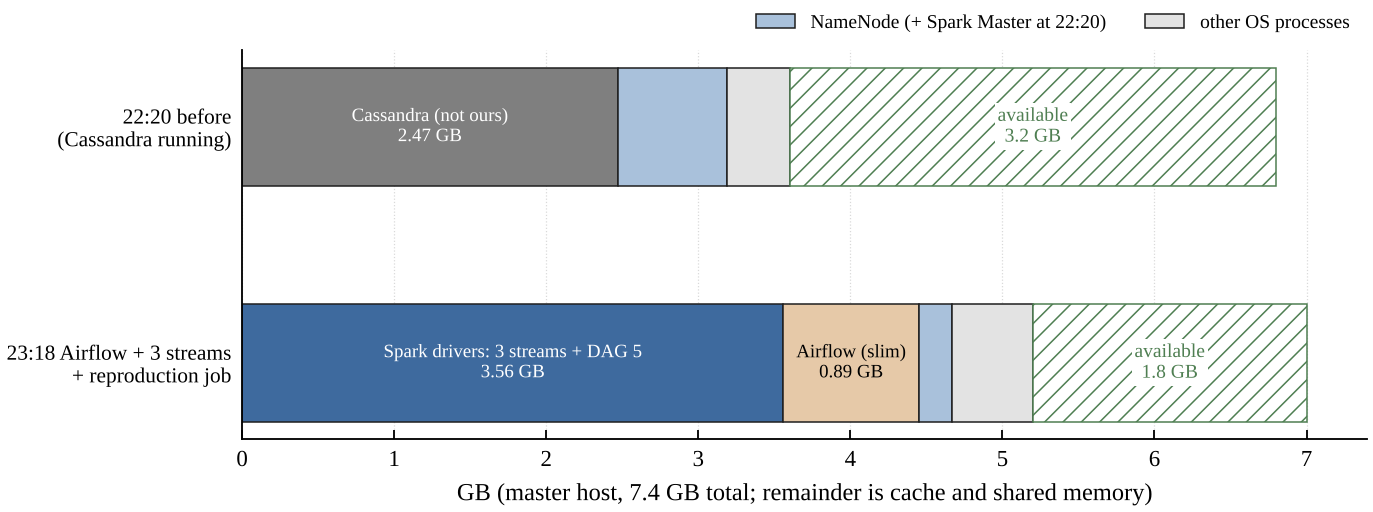 NameNode (+ Spark Master at 22:20)
other OS processes
22:20 before
(Cassandra running)
Cassandra (not ours)
2.47 GB
available
3.2 GB
23:18 Airflow + 3 streams
+ reproduction job
Spark drivers: 3 streams + DAG 5
3.56 GB
Airflow (slim)
0.89 GB
available
1.8 GB
0 1 2 3 4 5 6 7
GB (master host, 7.4 GB total; remainder is cache and shared memory)